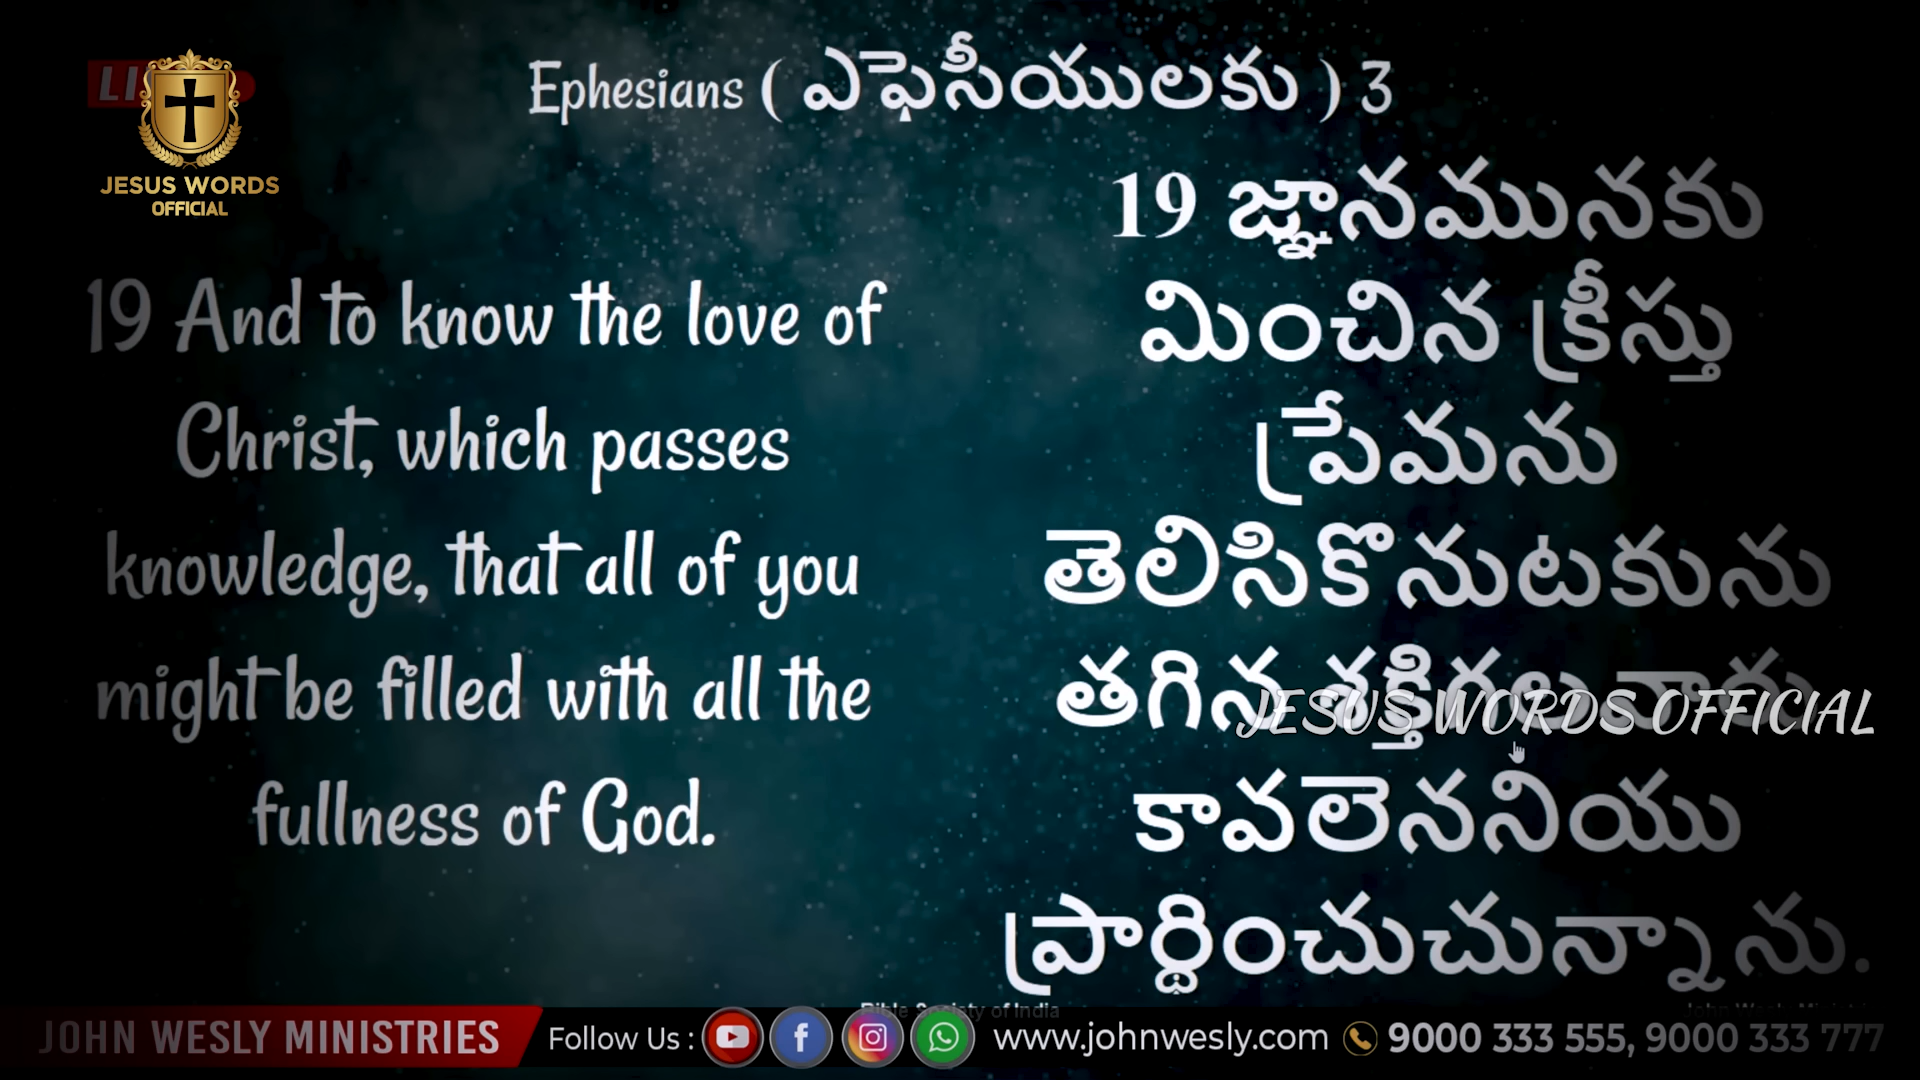 Ephesians ( ఎఫెసీయులకు ) 3
JESUS WORDS
OFFICIAL
19 And to know the love of
Christ, which passes
knowledge, that all of you
might be filled with all the
fullness of God.
19 జ్ఞానమునకు
మించిన క్రీస్తు
ప్రేమను
తెలిసికొనుటకును
తగిన శక్తిగలవారు
కావలెననియు
ప్రార్థించుచున్నాను.
JESUS WORDS OFFICIAL
Bible Society of India
JOHN WESLY MINISTRIES
Follow Us :
www.johnwesly.com
9000 333 555, 9000 333 777